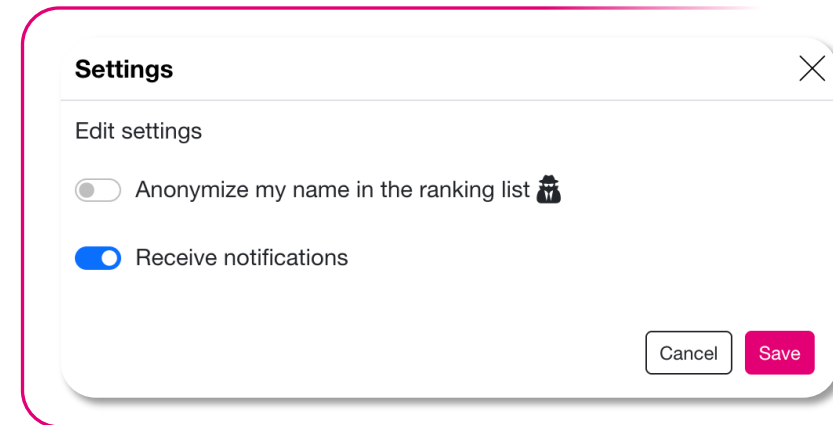 Settings
Edit settings
Anonymize my name in the ranking list
Receive notifications
Cancel
Save